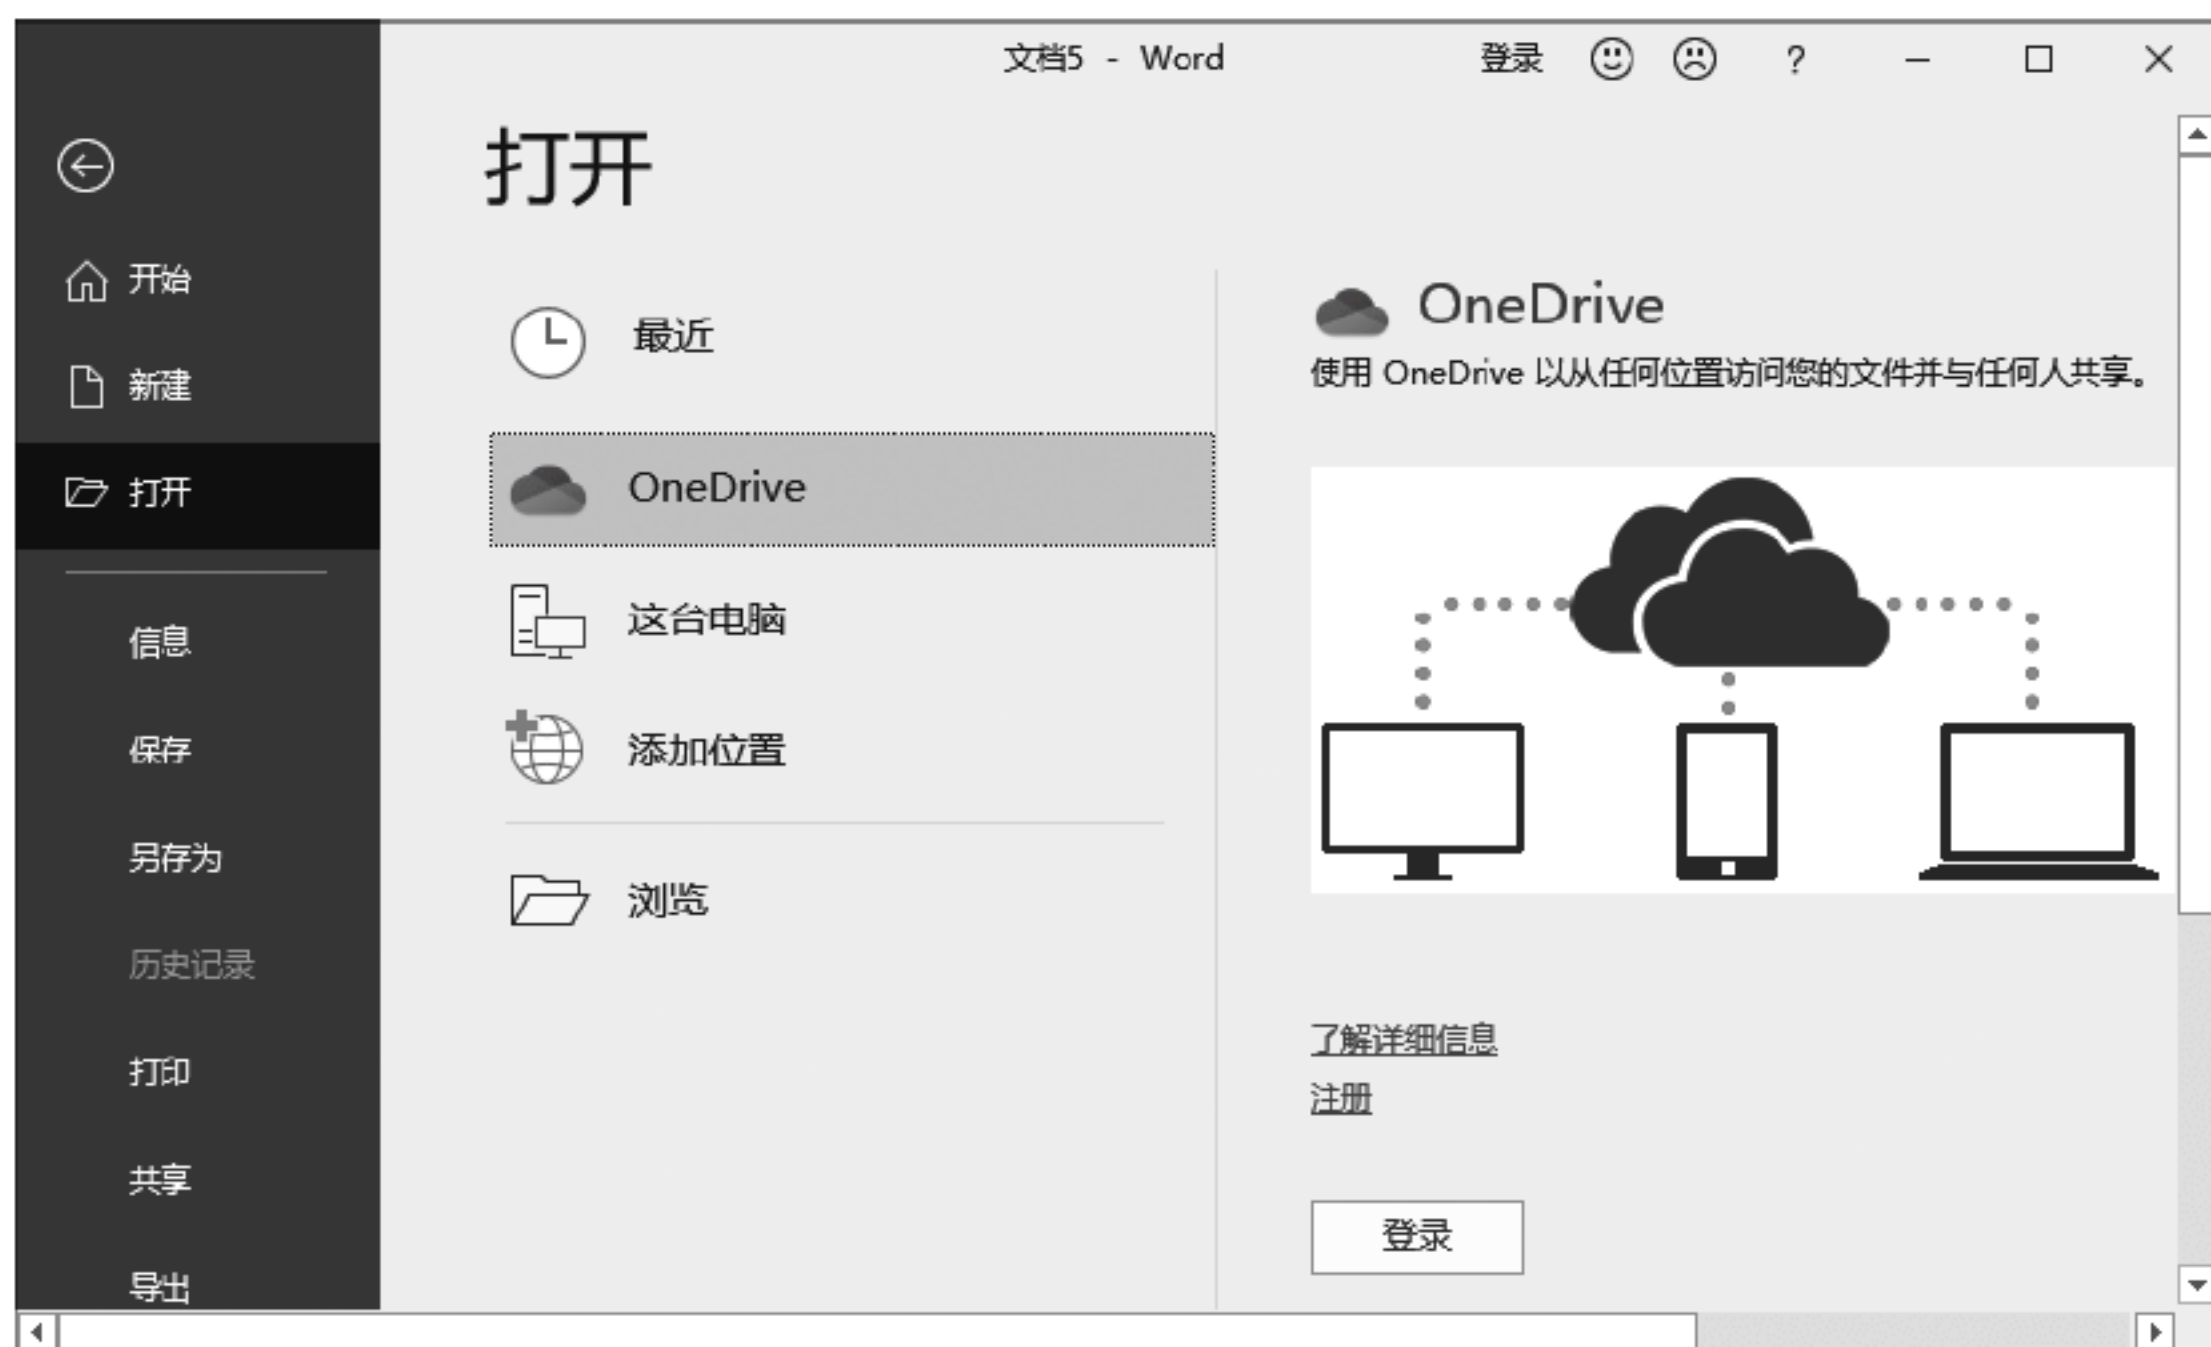 文档5 - Word
登录
?
打开
开始
新建
打开
信息
保存
另存为
历史记录
打印
共享
导出
最近
OneDrive
这台电脑
添加位置
浏览
OneDrive
使用 OneDrive 以从任何位置访问您的文件并与任何人共享。
了解详细信息
注册
登录